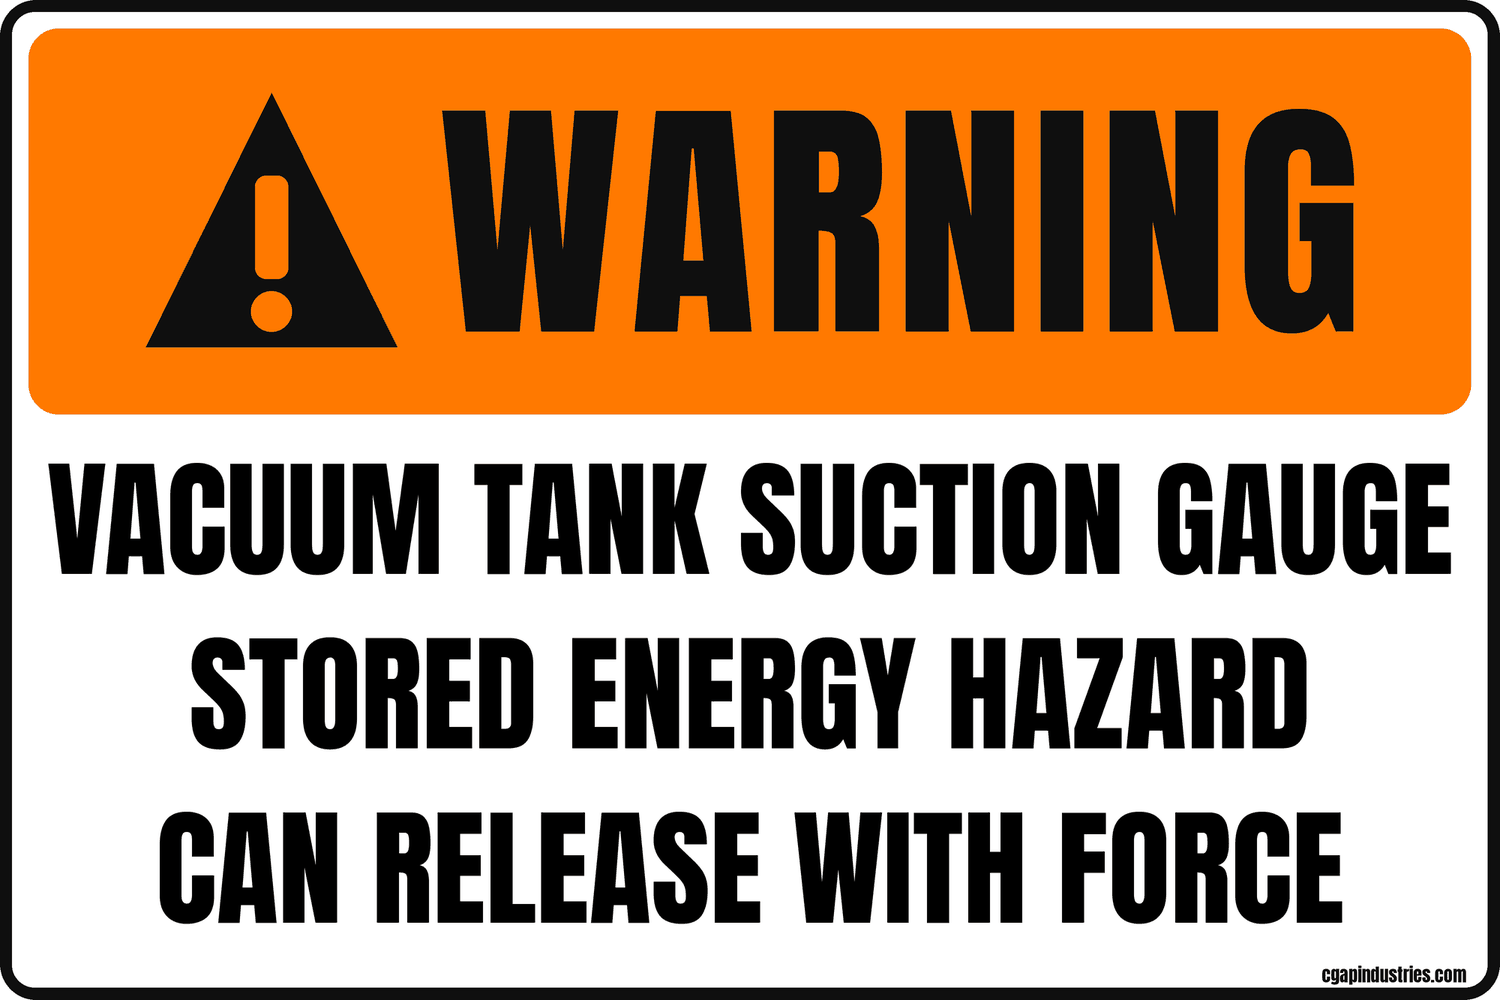 WARNING
VACUUM TANK SUCTION GAUGE
STORED ENERGY HAZARD
CAN RELEASE WITH FORCE
cgapindustries.com